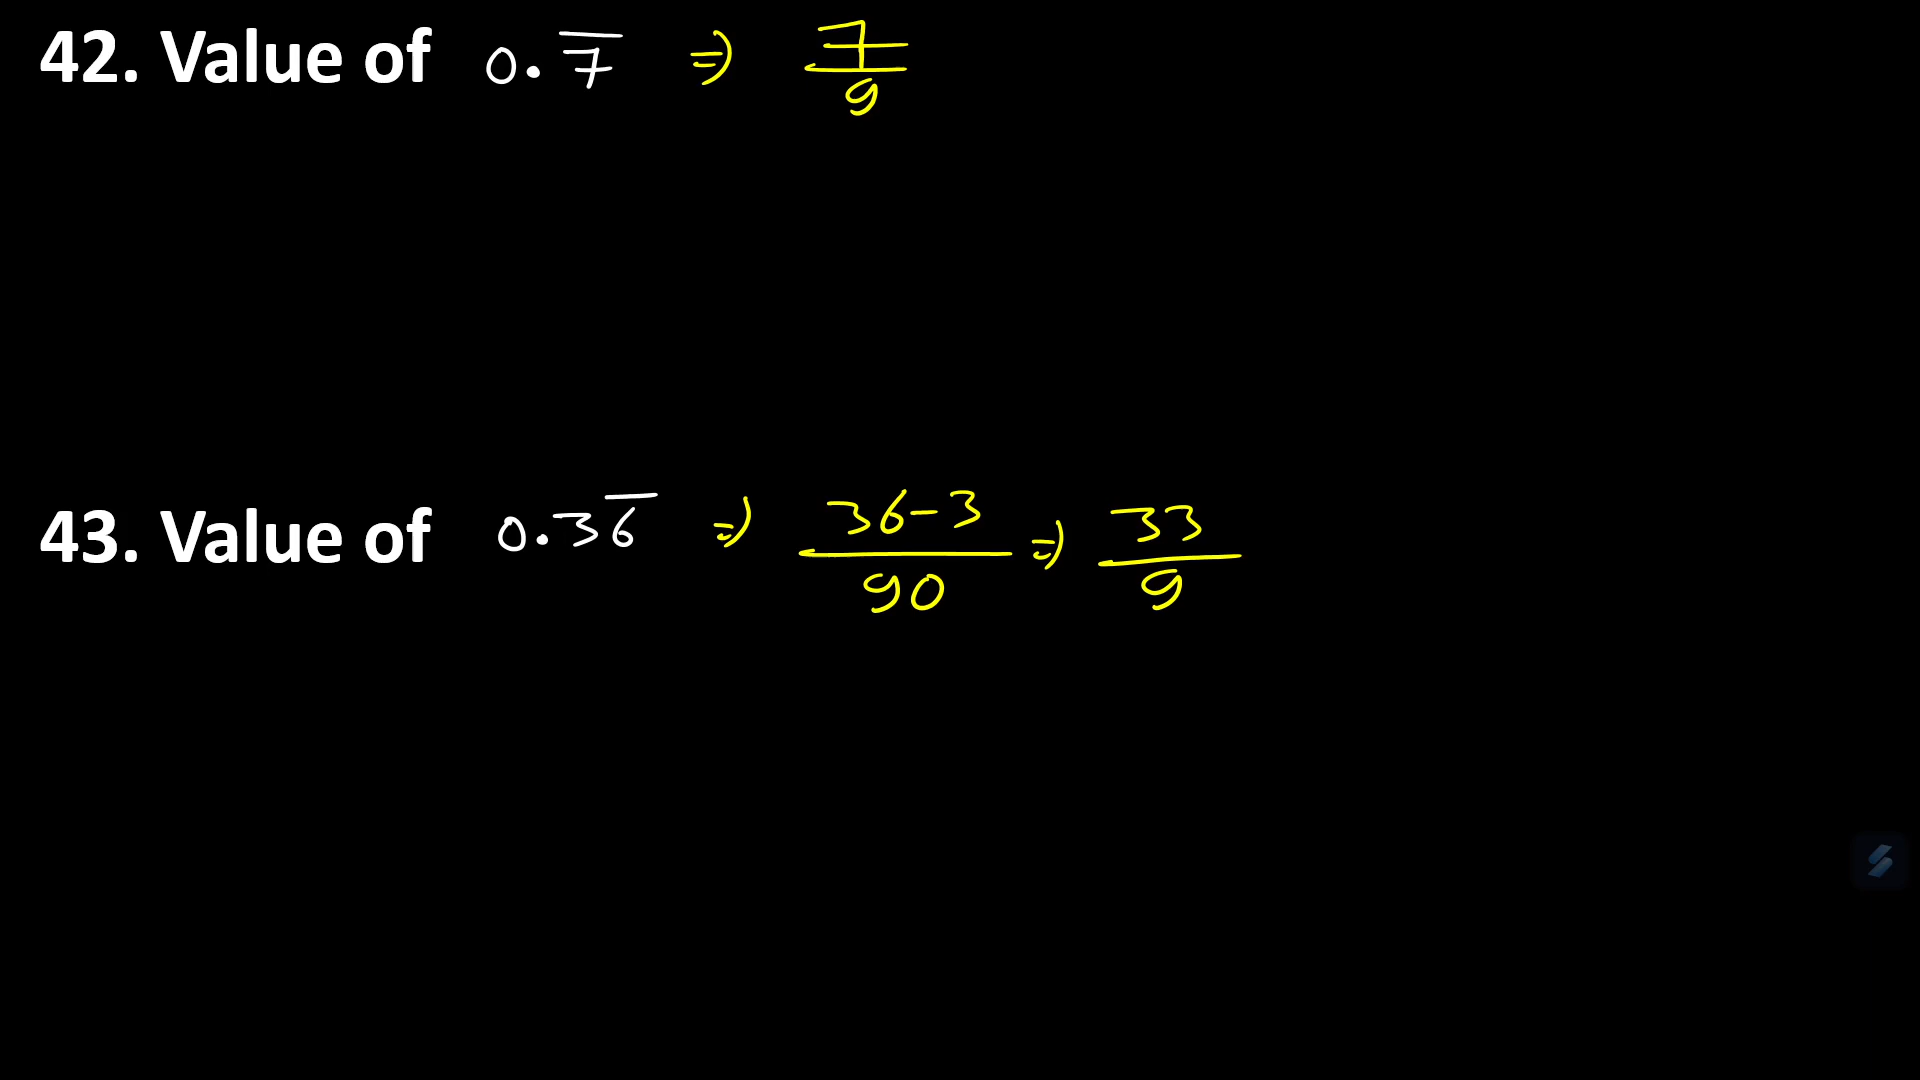 42. Value of 0.7̅ ⇒ 7/9
43. Value of 0.36̅ ⇒ 36-3/90 ⇒ 33/9